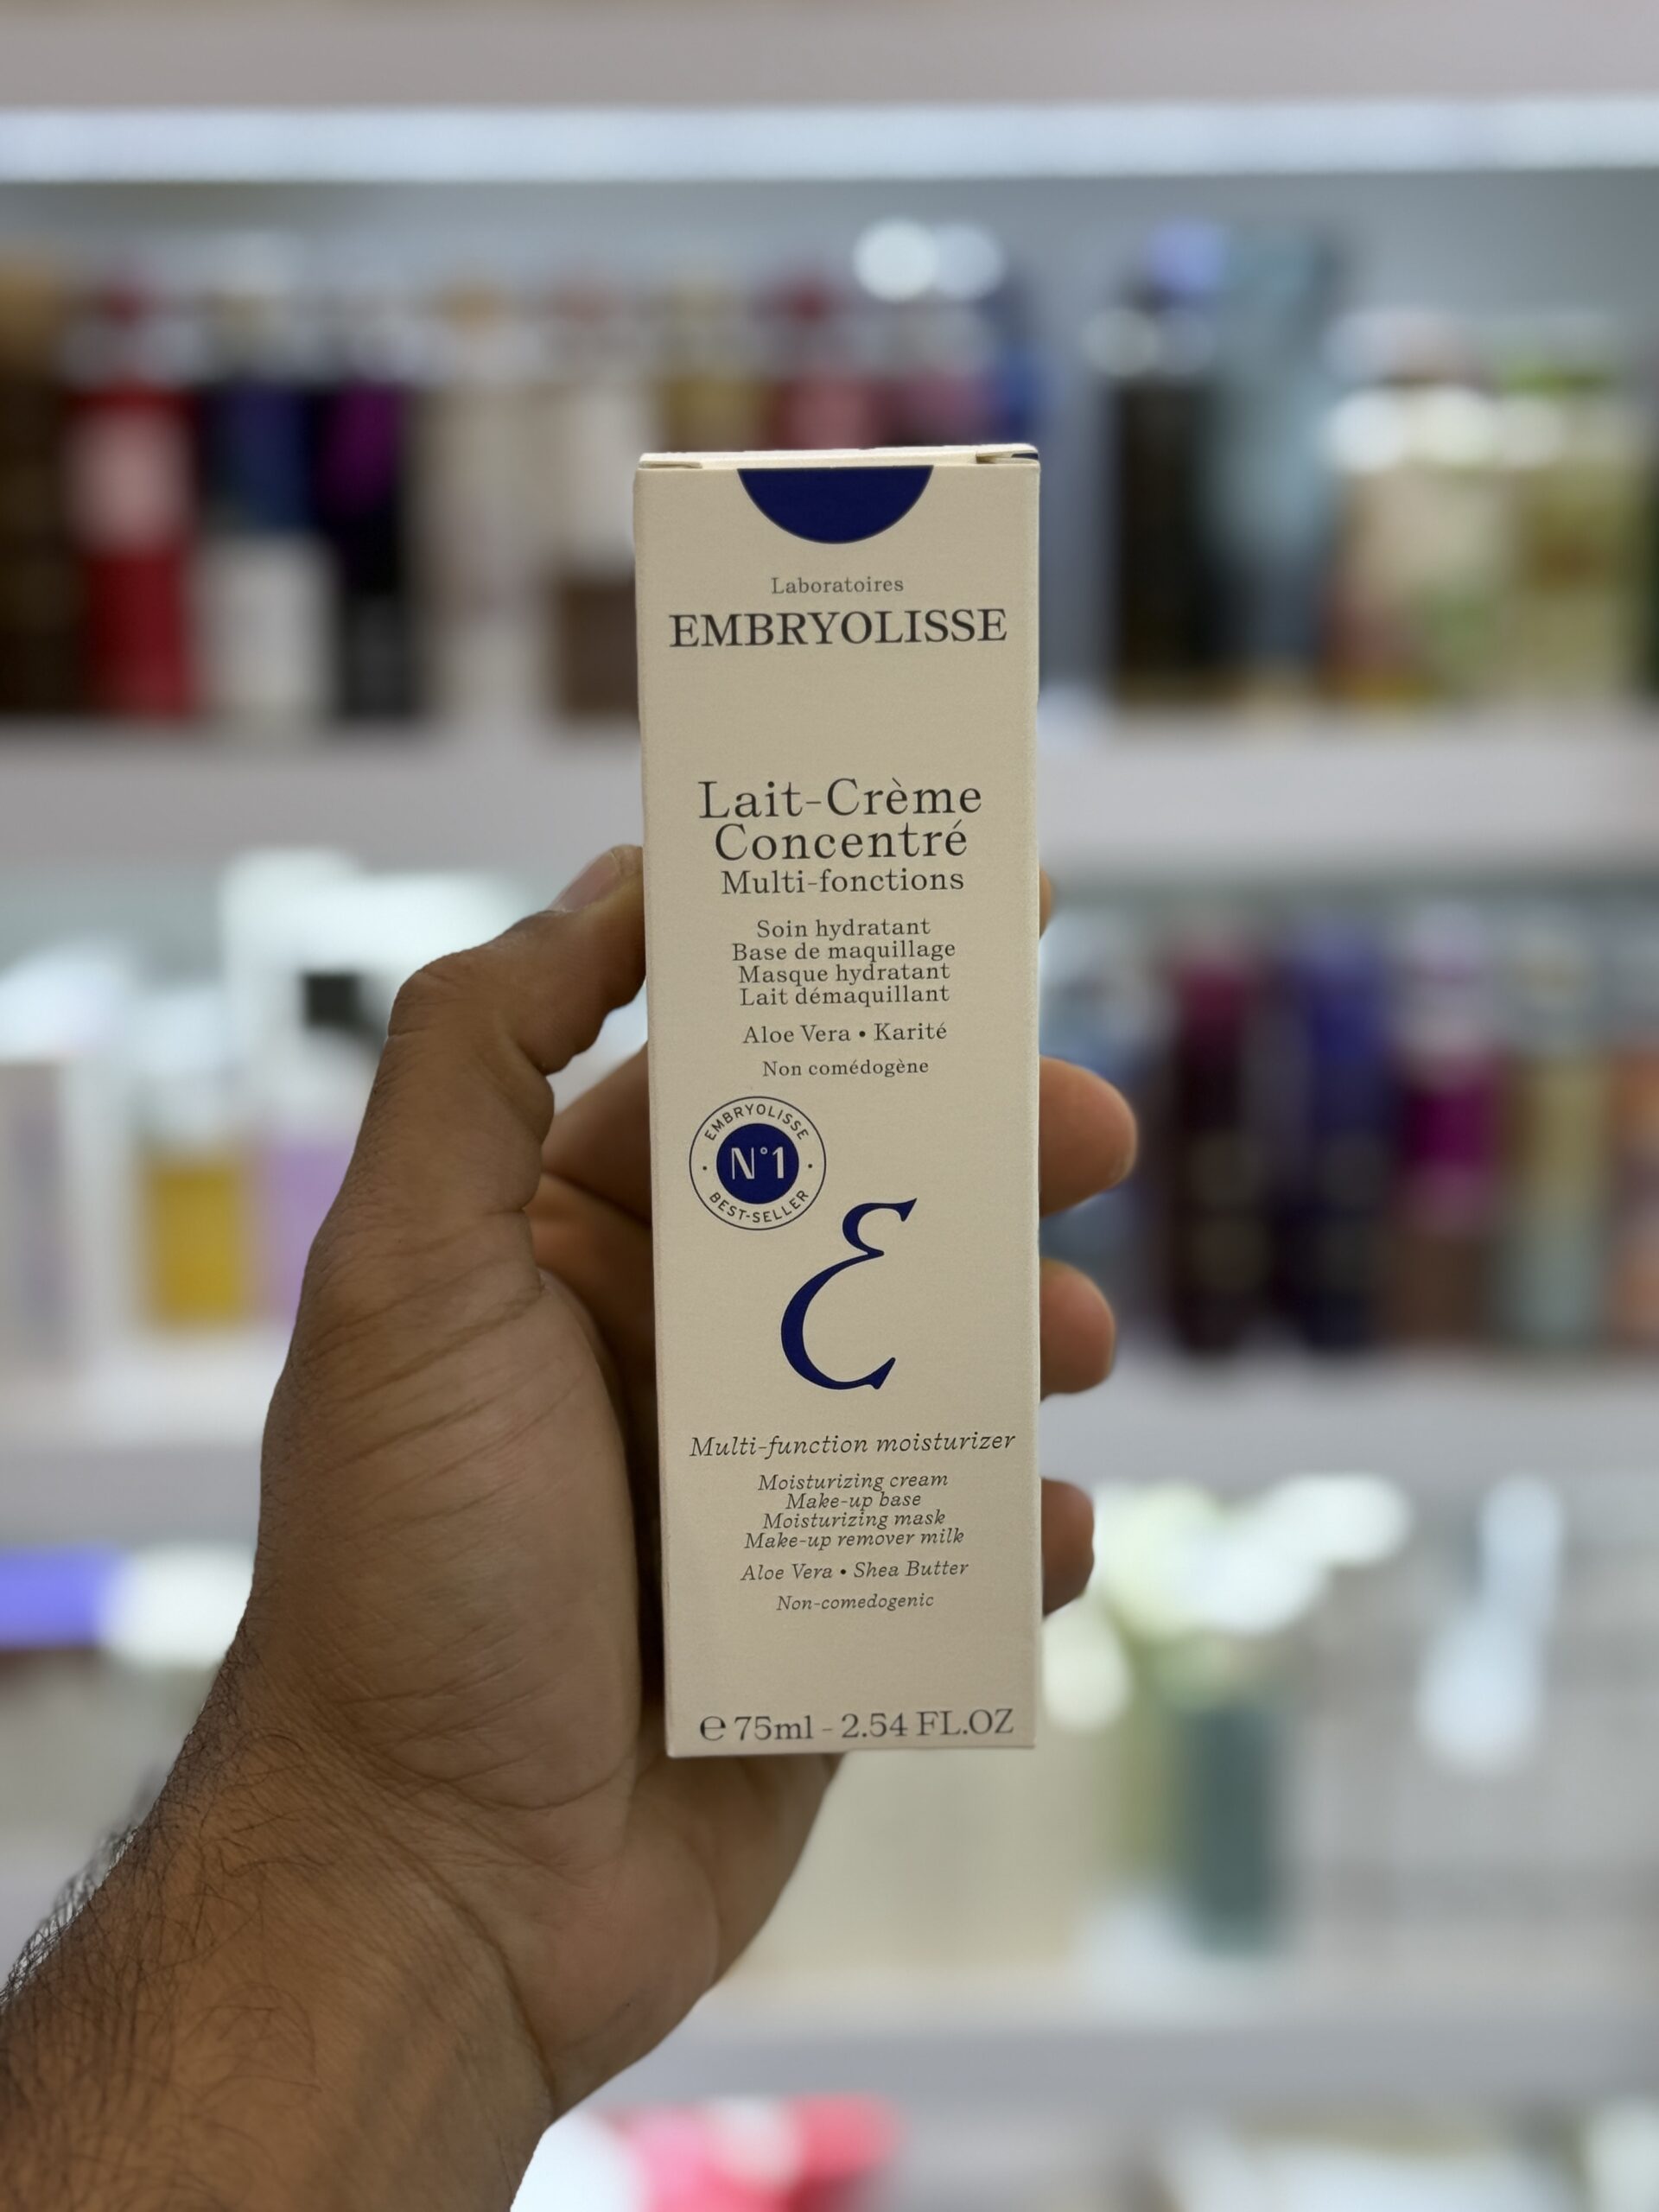 Laboratoires
EMBRYOLISSE
Lait-Crème
Concentré
Multi-fonctions
Soin hydratant
Base de maquillage
Masque hydratant
Lait démaquillant
Aloe Vera • Karité
Non comédogène
EMBRYOLISSE
N°1
BEST-SELLER
Ɛ
Multi-function moisturizer
Moisturizing cream
Make-up base
Moisturizing mask
Make-up remover milk
Aloe Vera • Shea Butter
Non-comedogenic
℮ 75ml - 2.54 FL.OZ